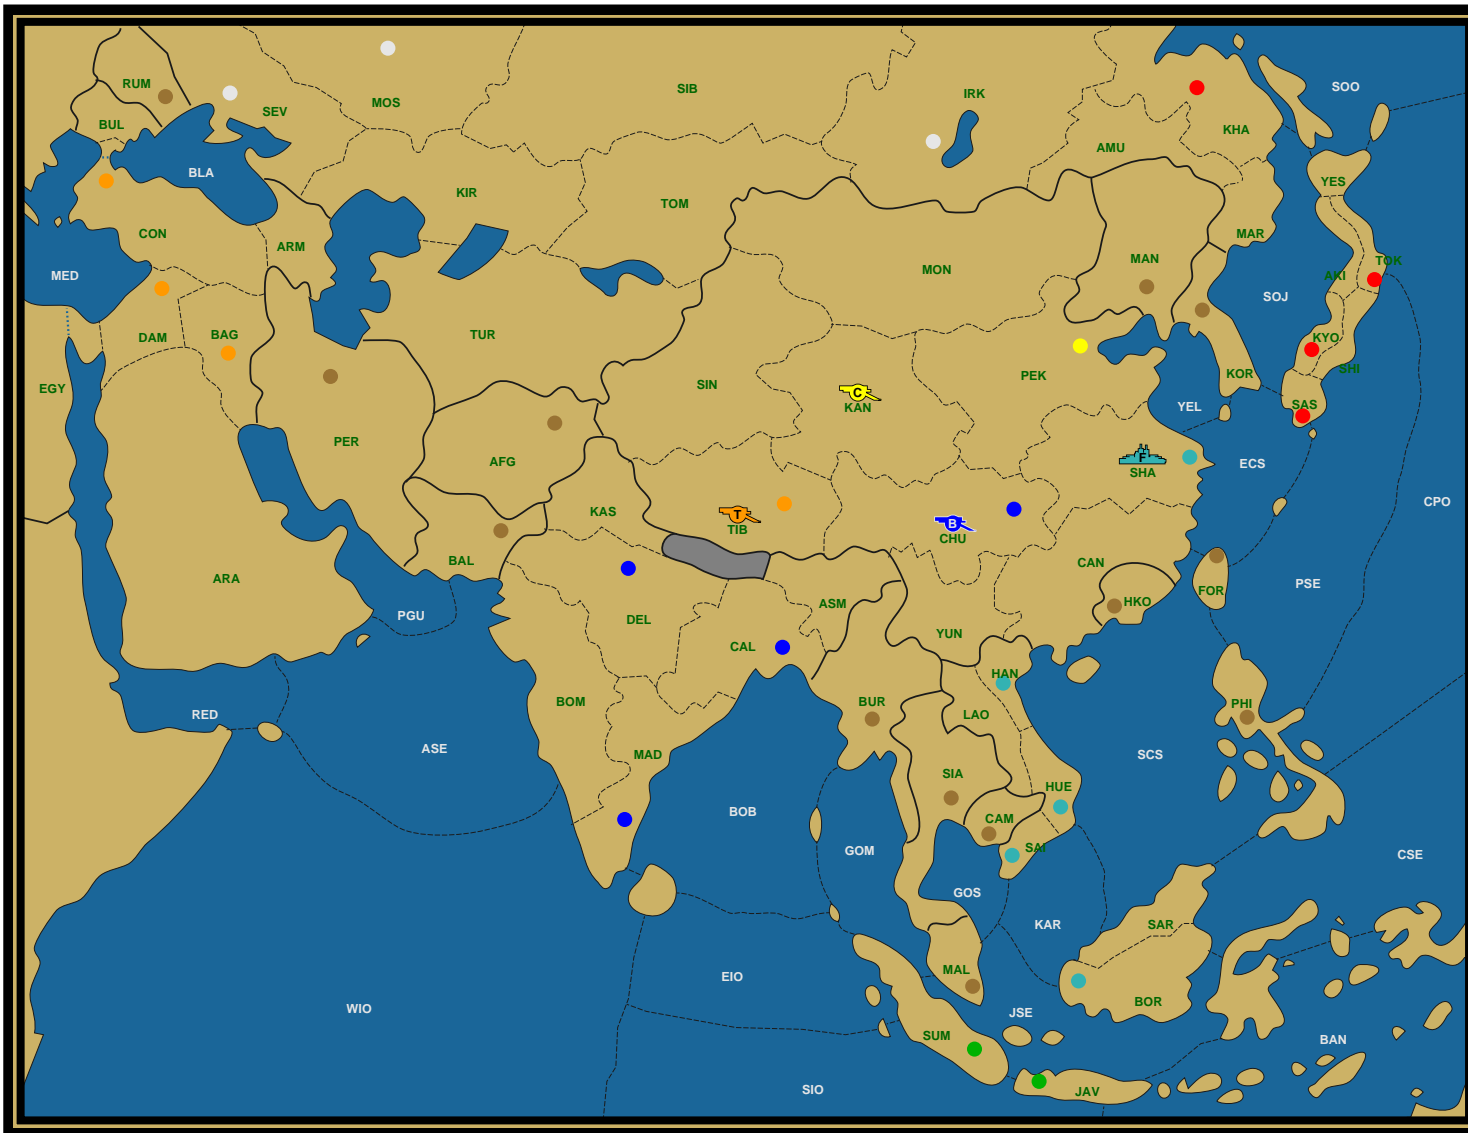 RUM
SEV
MOS
SIB
IRK
SOO
BUL
AMU
KHA
BLA
YES
KIR
TOM
CON
ARM
MAR
MED
MON
MAN
TOK
AKI
SOJ
DAM
BAG
TUR
KYO
SHI
EGY
SIN
KAN
C
PEK
KOR
YEL
SAS
PER
AFG
SHA
F
ECS
CPO
KAS
TIB
T
CHU
B
BAL
CAN
ARA
PGU
DEL
ASM
HKO
FOR
PSE
CAL
YUN
HAN
BOM
BUR
LAO
PHI
RED
ASE
MAD
SCS
SIA
HUE
BOB
CAM
SAI
GOM
CSE
GOS
KAR
SAR
EIO
MAL
BOR
WIO
JSE
SUM
BAN
SIO
JAV